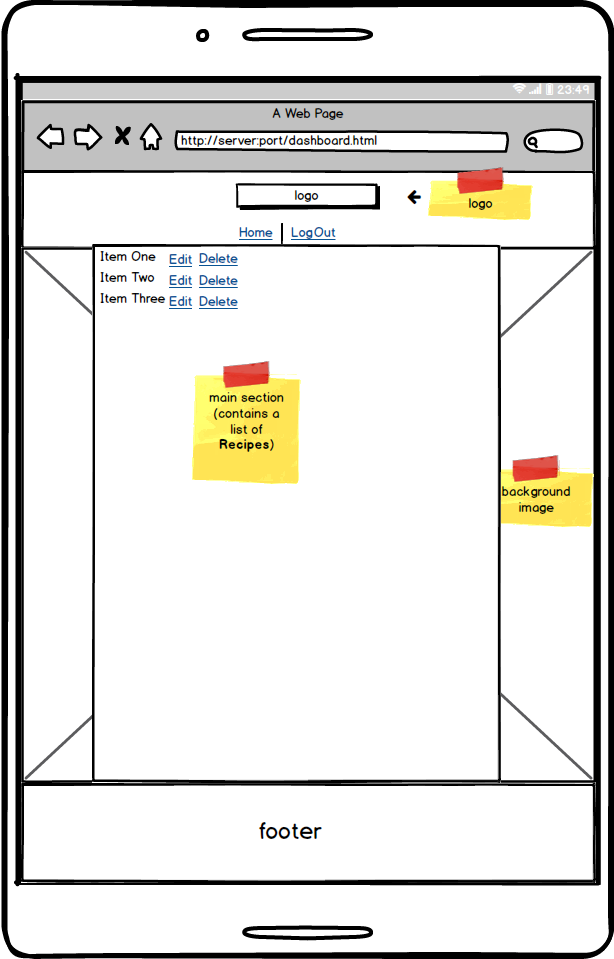 23:49
A Web Page
http://server:port/dashboard.html
logo
logo
Home LogOut
Item One Edit Delete
Item Two Edit Delete
Item Three Edit Delete
main section
(contains a
list of
Recipes)
background
image
footer